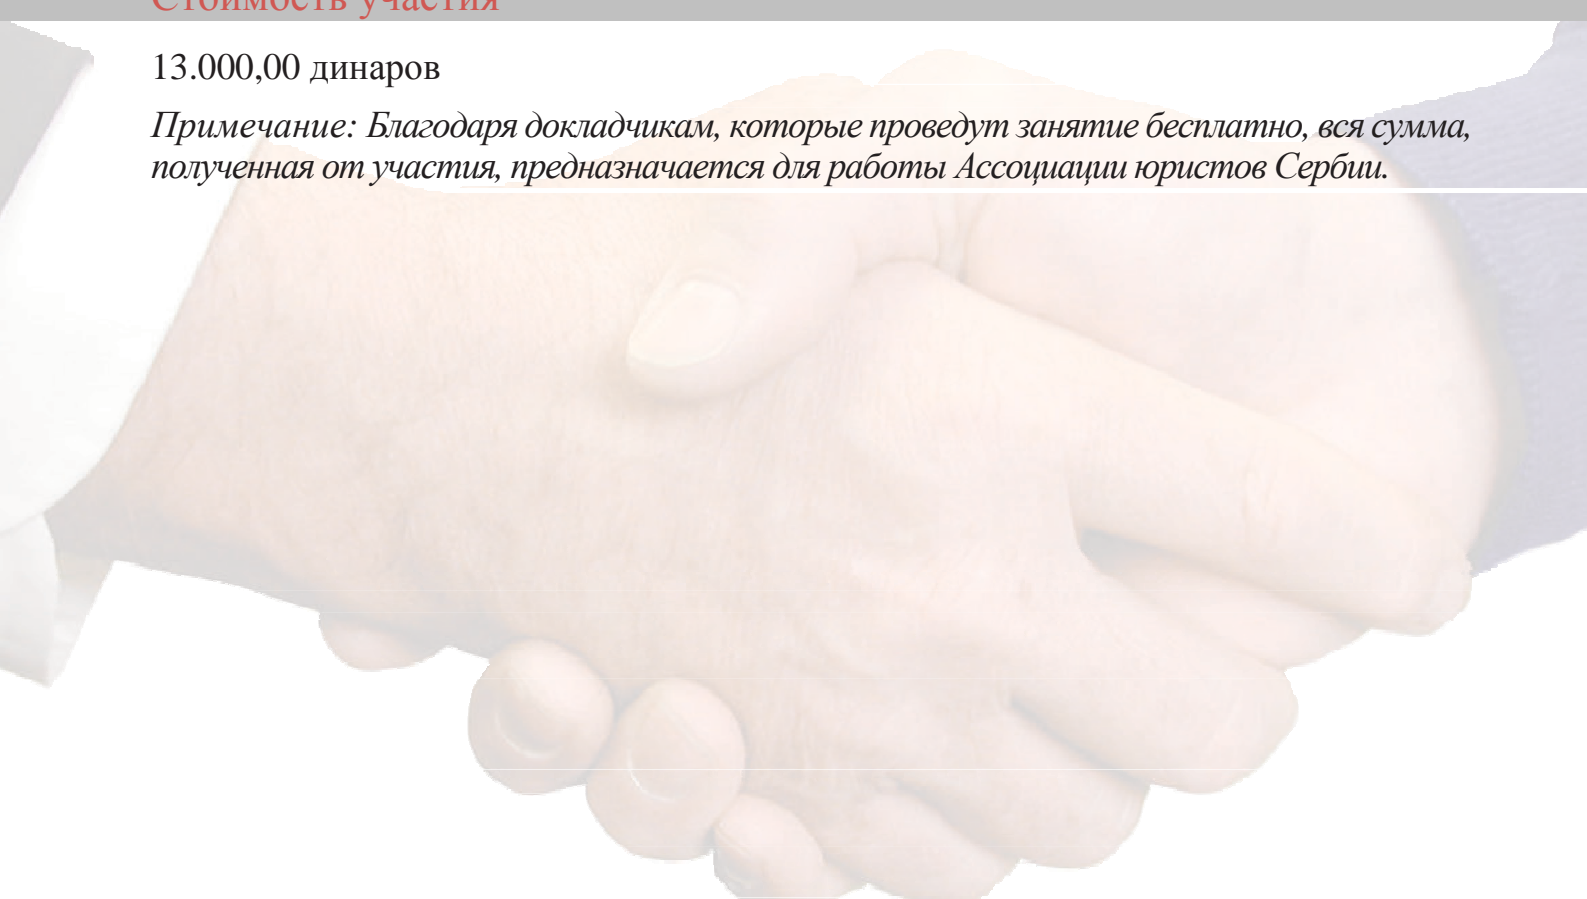 Стоимость участия
13.000,00 динаров
Примечание: Благодаря докладчикам, которые проведут занятие бесплатно, вся сумма,
полученная от участия, предназначается для работы Ассоциации юристов Сербии.